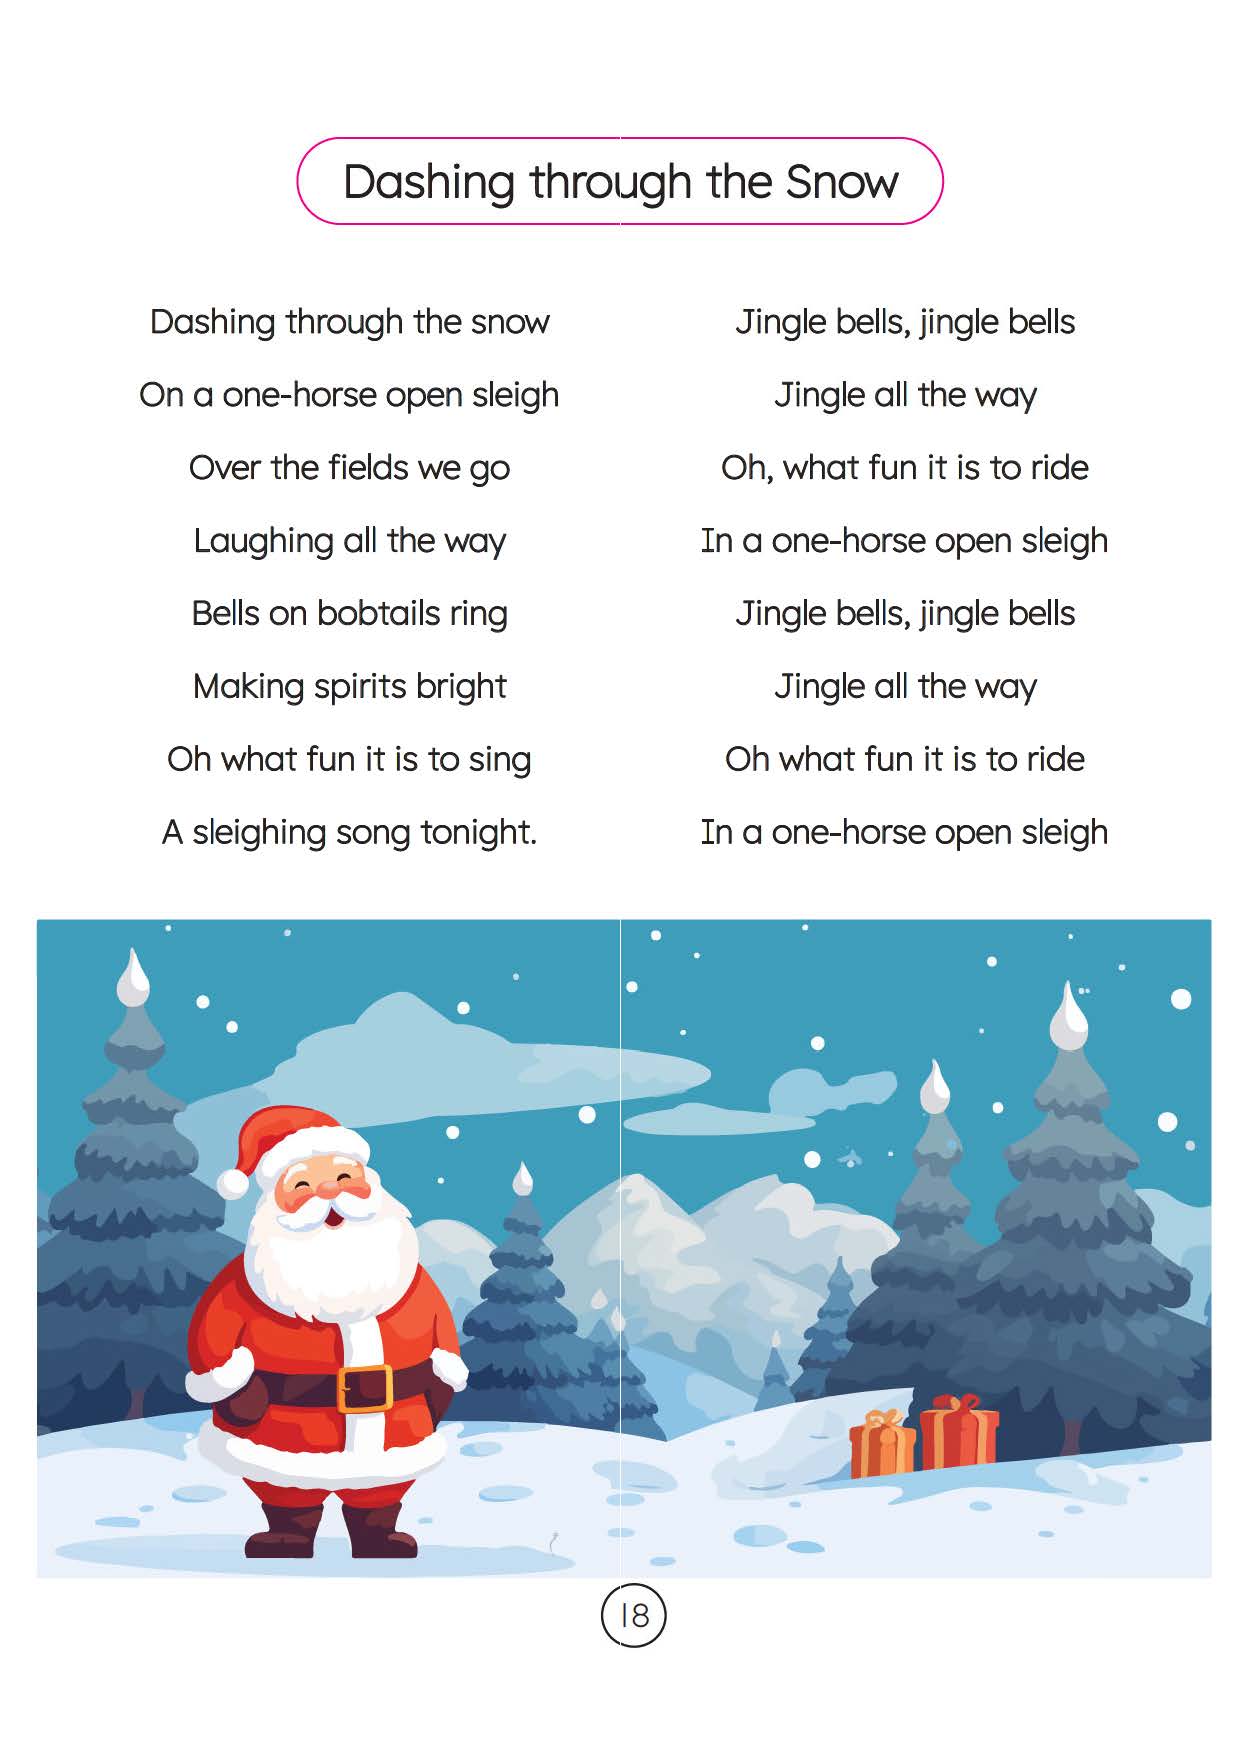 Dashing through the Snow
Dashing through the snow
On a one-horse open sleigh
Over the fields we go
Laughing all the way
Bells on bobtails ring
Making spirits bright
Oh what fun it is to sing
A sleighing song tonight.
Jingle bells, jingle bells
Jingle all the way
Oh, what fun it is to ride
In a one-horse open sleigh
Jingle bells, jingle bells
Jingle all the way
Oh what fun it is to ride
In a one-horse open sleigh
18